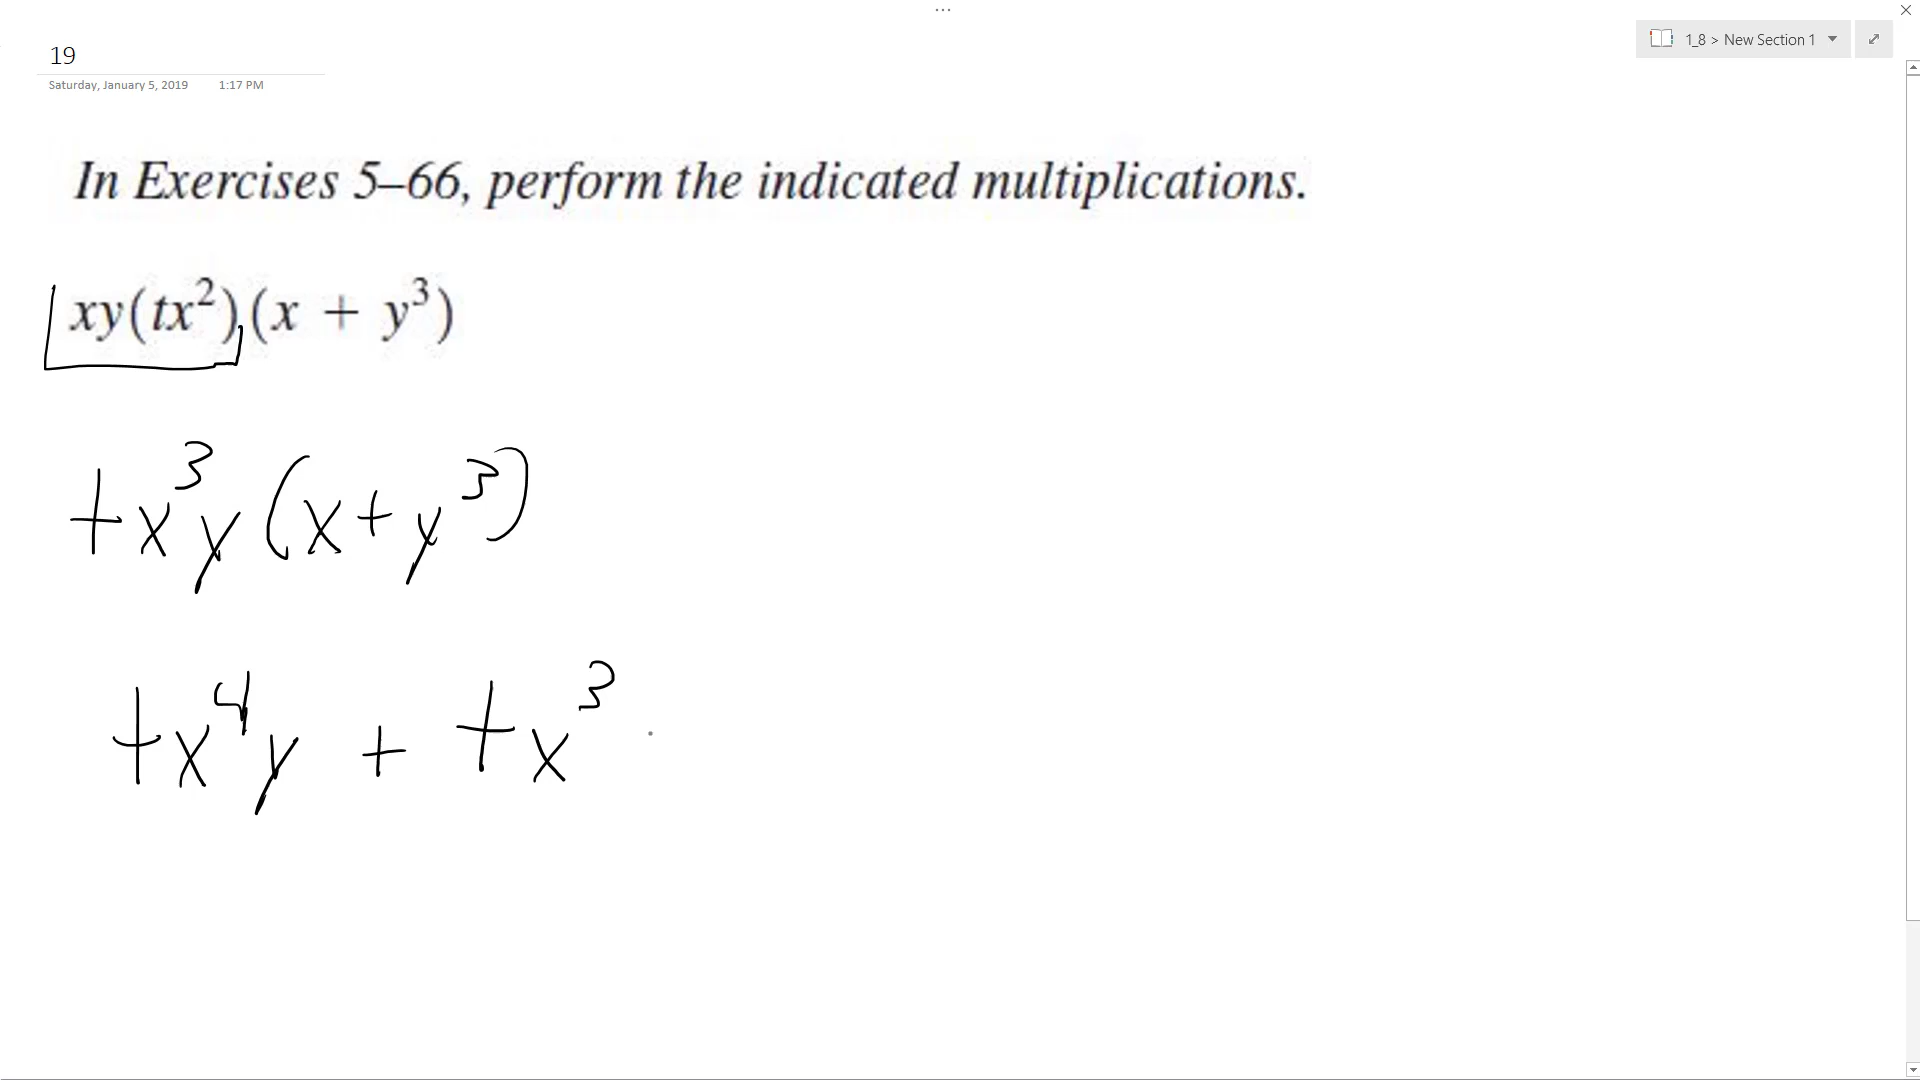 ...
1_8 > New Section 1
19
Saturday, January 5, 2019 1:17 PM
In Exercises 5–66, perform the indicated multiplications.
xy(tx²)(x + y³)
tx³y(x+y³)
tx⁴y + tx³